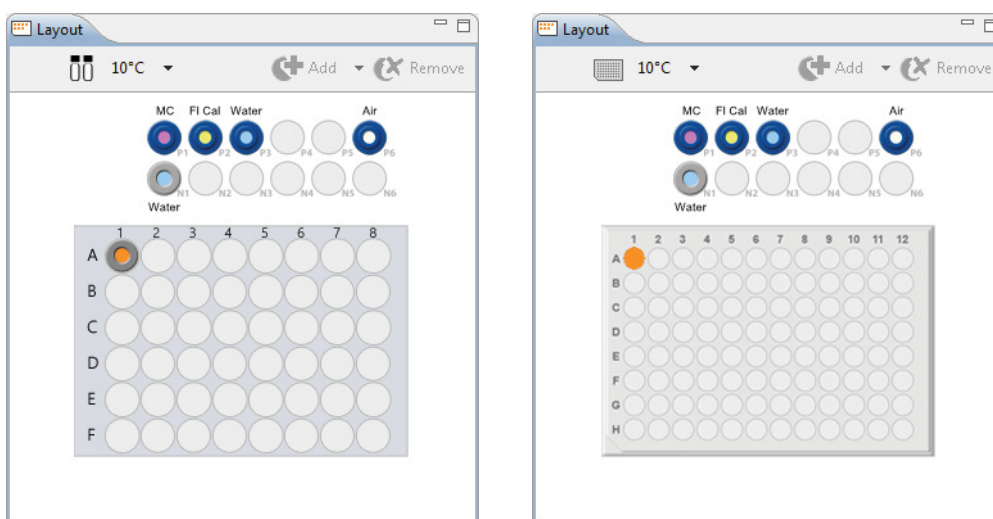 Layout
10°C Add Remove
MC FI Cal Water Air
P1 P2 P3 P4 P5 P6
N1 N2 N3 N4 N5 N6
Water
1 2 3 4 5 6 7 8
A
B
C
D
E
F
Layout
10°C Add Remove
MC FI Cal Water Air
P1 P2 P3 P4 P5 P6
N1 N2 N3 N4 N5 N6
Water
1 2 3 4 5 6 7 8 9 10 11 12
A
B
C
D
E
F
G
H